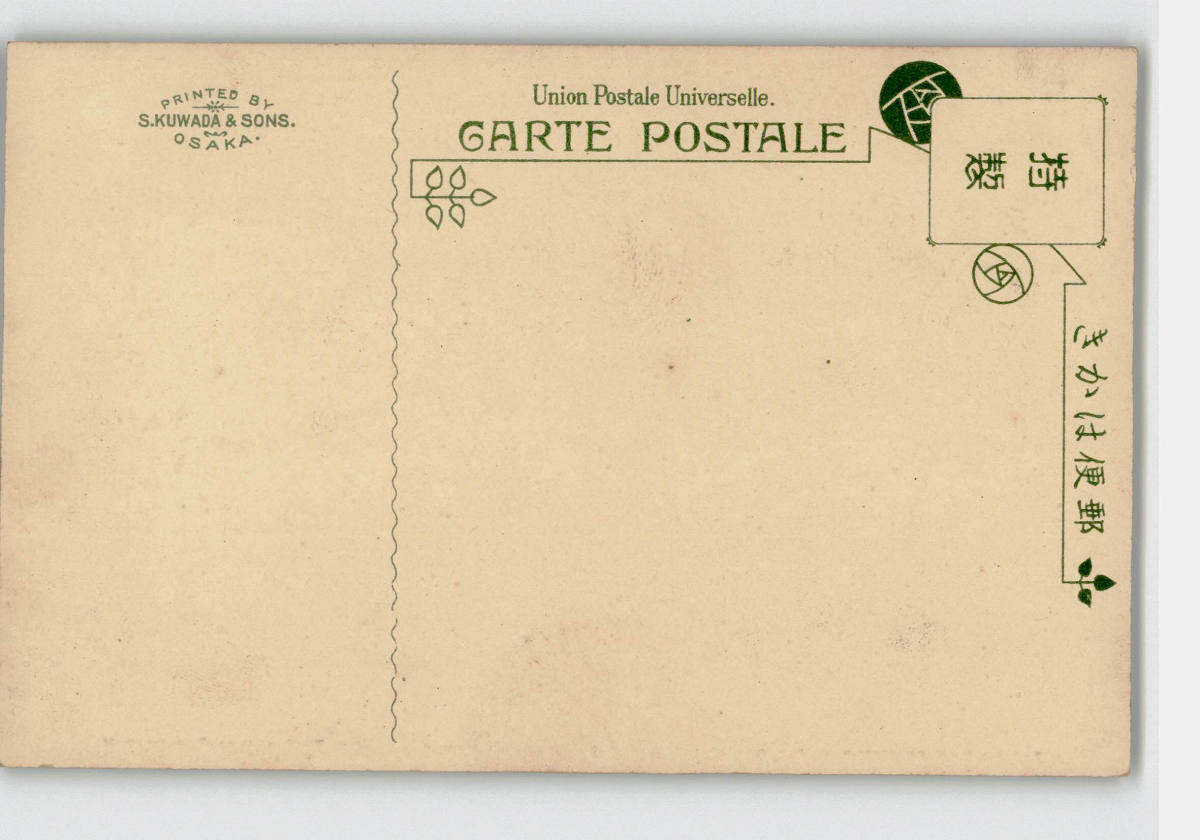 PRINTED BY
S.KUWADA & SONS.
OSAKA.
Union Postale Universelle.
CARTE POSTALE
特製
郵便はかき